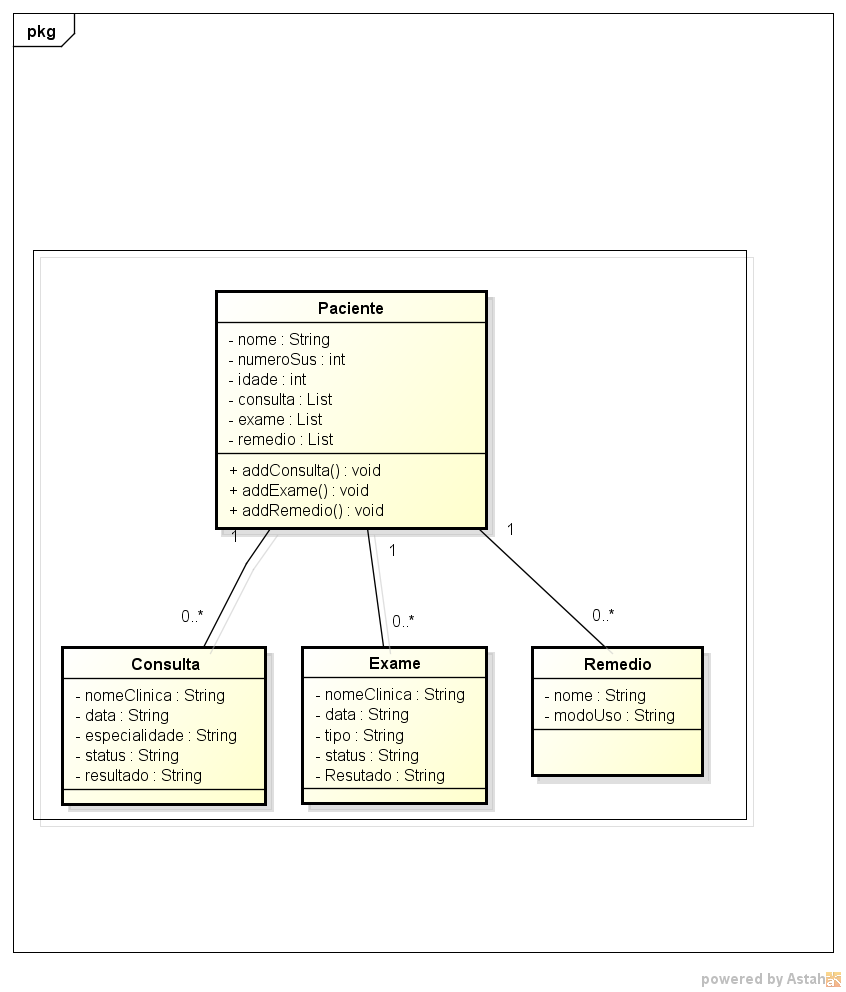 pkg
Paciente
- nome : String
- numeroSus : int
- idade : int
- consulta : List
- exame : List
- remedio : List
+ addConsulta() : void
+ addExame() : void
+ addRemedio() : void
1
1
1
0..*
0..*
0..*
Consulta
- nomeClinica : String
- data : String
- especialidade : String
- status : String
- resultado : String
Exame
- nomeClinica : String
- data : String
- tipo : String
- status : String
- Resutado : String
Remedio
- nome : String
- modoUso : String
powered by Astah